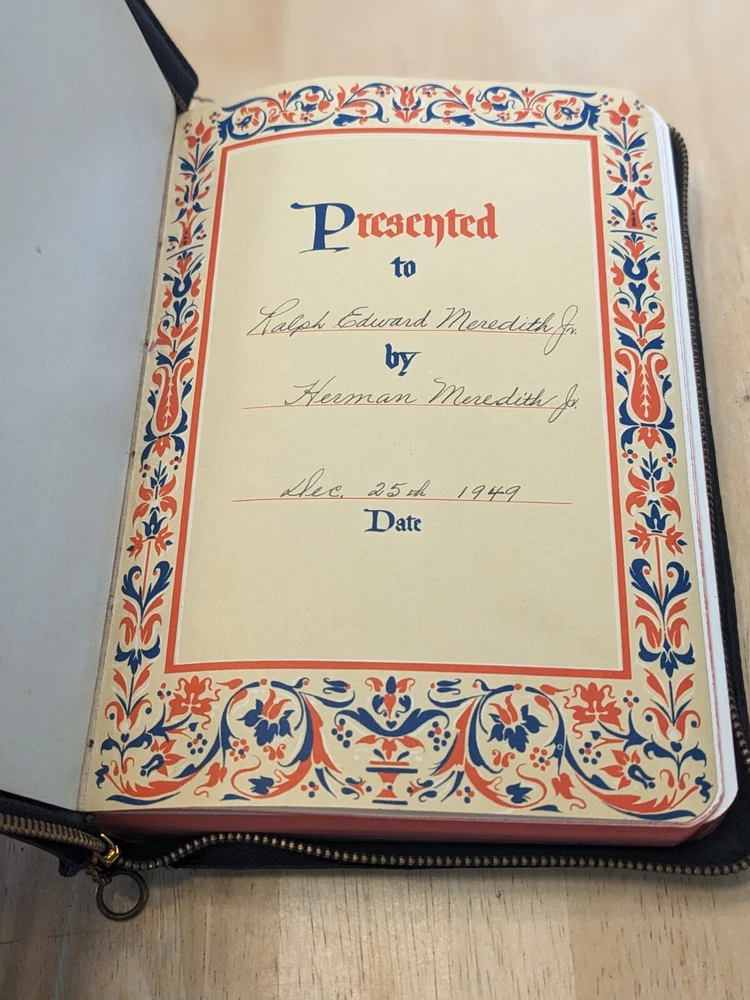 Presented
to
Ralph Edward Meredith Jr.
by
Herman Meredith Jr.
Dec. 25th 1949
Date